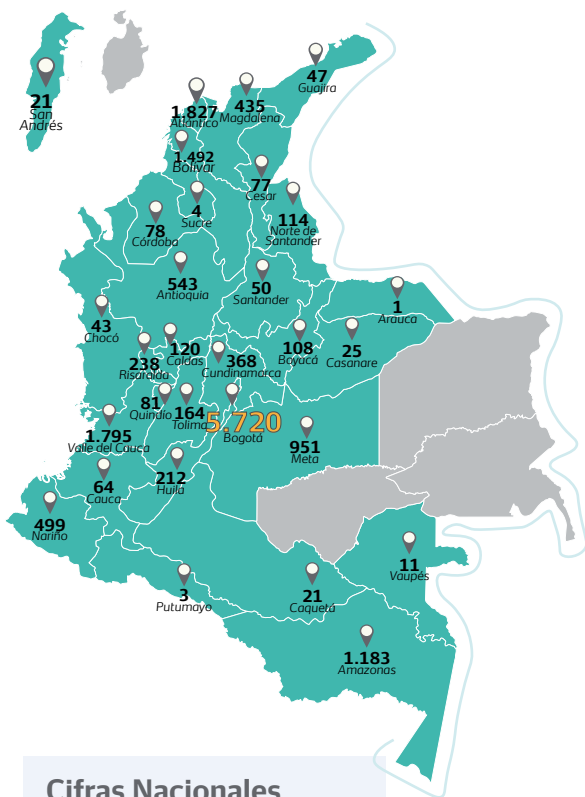 47
Guajira
21
San
Andrés
1.827
Atlántico
435
Magdalena
1.492
Bolívar
77
Cesar
4
Sucre
114
Norte de
Santander
78
Córdoba
543
Antioquia
50
Santander
1
Arauca
43
Chocó
120
Caldas
108
Boyacá
25
Casanare
238
Risaralda
368
Cundinamarca
81
Quindío
164
Tolima
5.720
Bogotá
1.795
Valle del Cauca
951
Meta
64
Cauca
212
Huila
499
Nariño
11
Vaupés
3
Putumayo
21
Caquetá
1.183
Amazonas
Cifras Nacionales